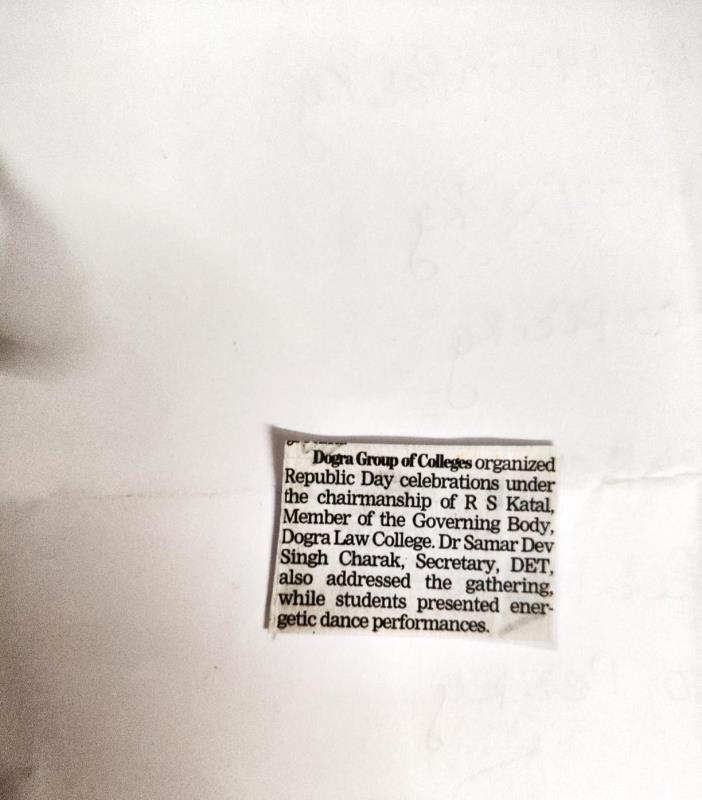 Dogra Group of Colleges organized
Republic Day celebrations under
the chairmanship of R S Katal,
Member of the Governing Body,
Dogra Law College. Dr Samar Dev
Singh Charak, Secretary, DET,
also addressed the gathering,
while students presented ener-
getic dance performances.